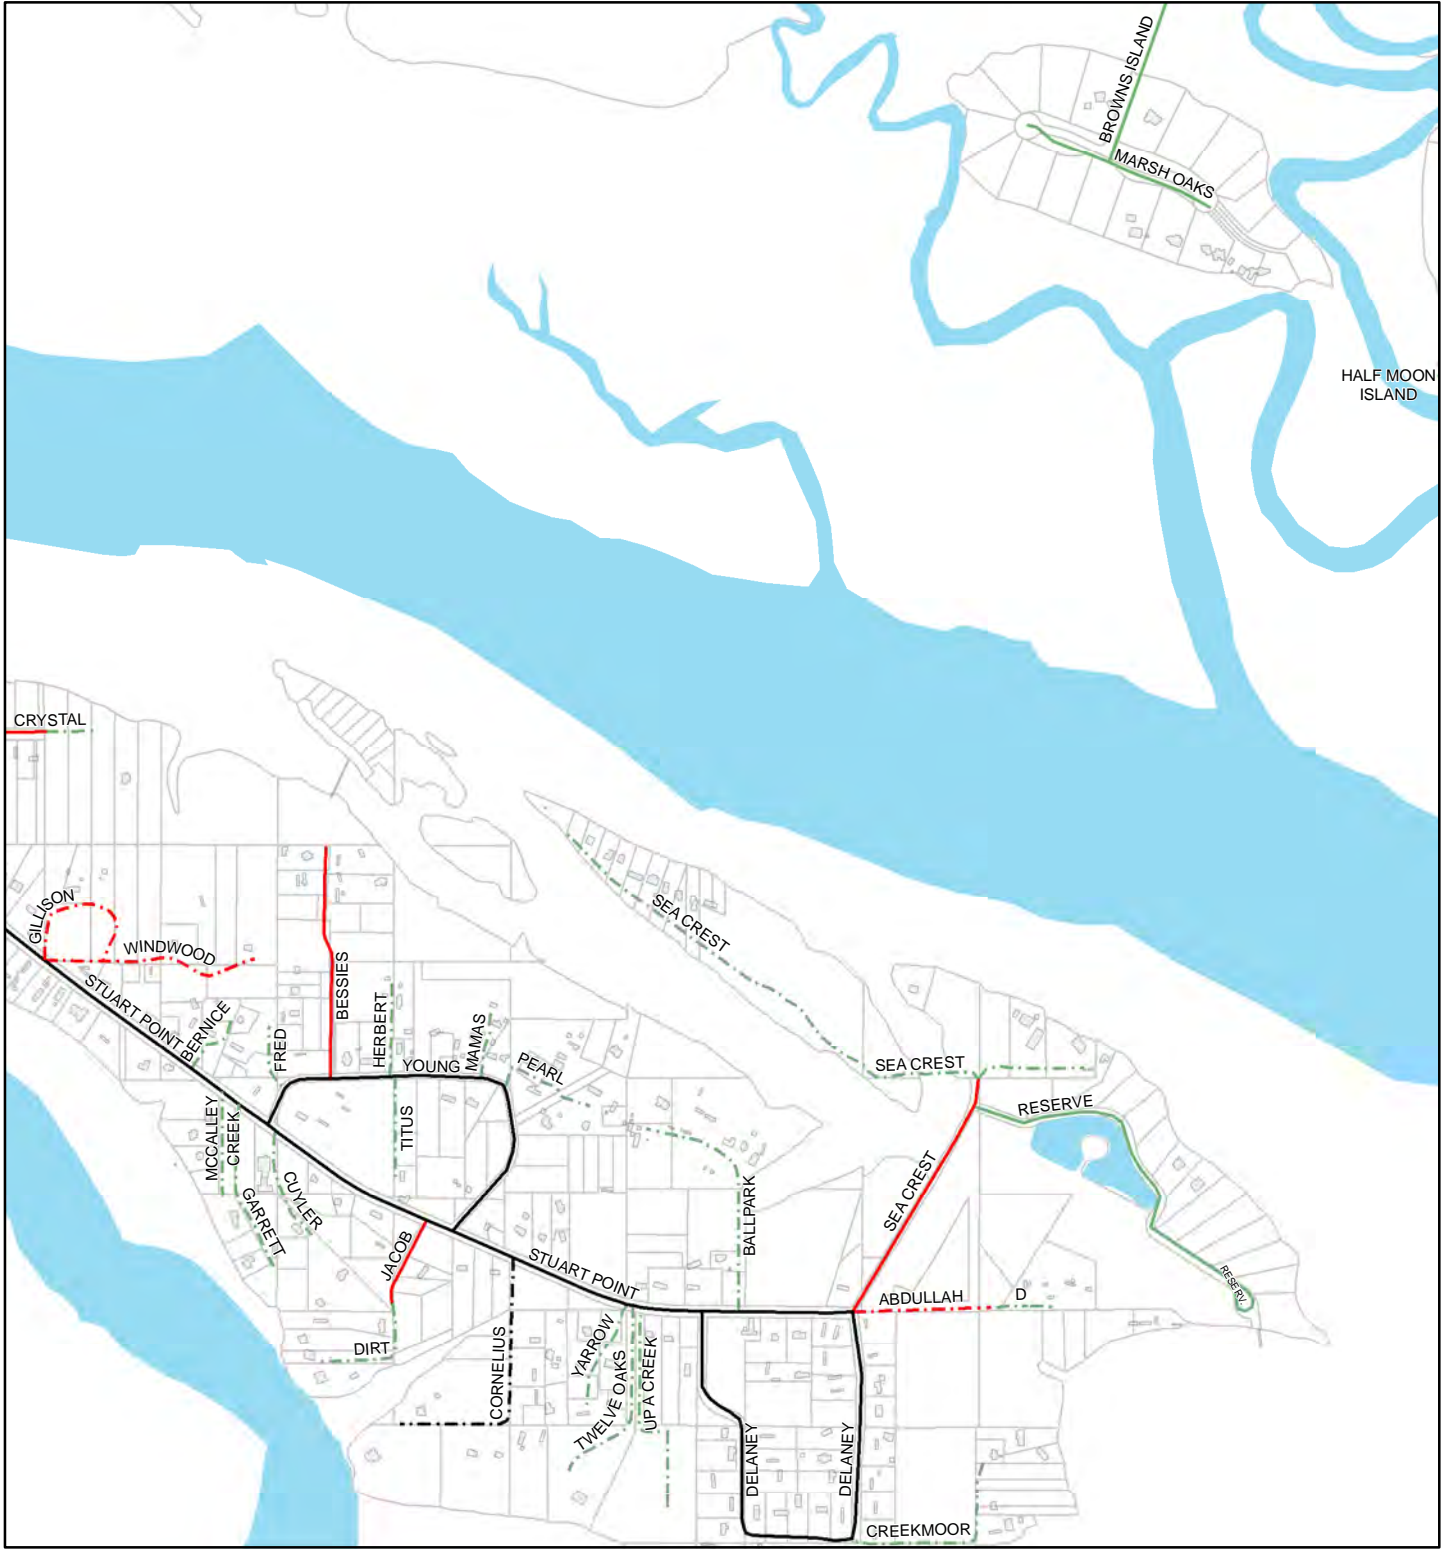 BROWNS ISLAND
MARSH OAKS
HALF MOON
ISLAND
CRYSTAL
GILLISON
WINDWOOD
SEA CREST
STUART POINT
BERNICE
FRED
BESSIES
HERBERT
YOUNG
MAMAS
PEARL
SEA CREST
RESERVE
MCCALLEY
CREEK
TITUS
GARRETT
CUYLER
JACOB
BALLPARK
SEA CREST
STUART POINT
RESERV.
ABDULLAH
D
DIRT
CORNELIUS
YARROW
TWELVE OAKS
UP A CREEK
DELANEY
DELANEY
CREEKMOOR